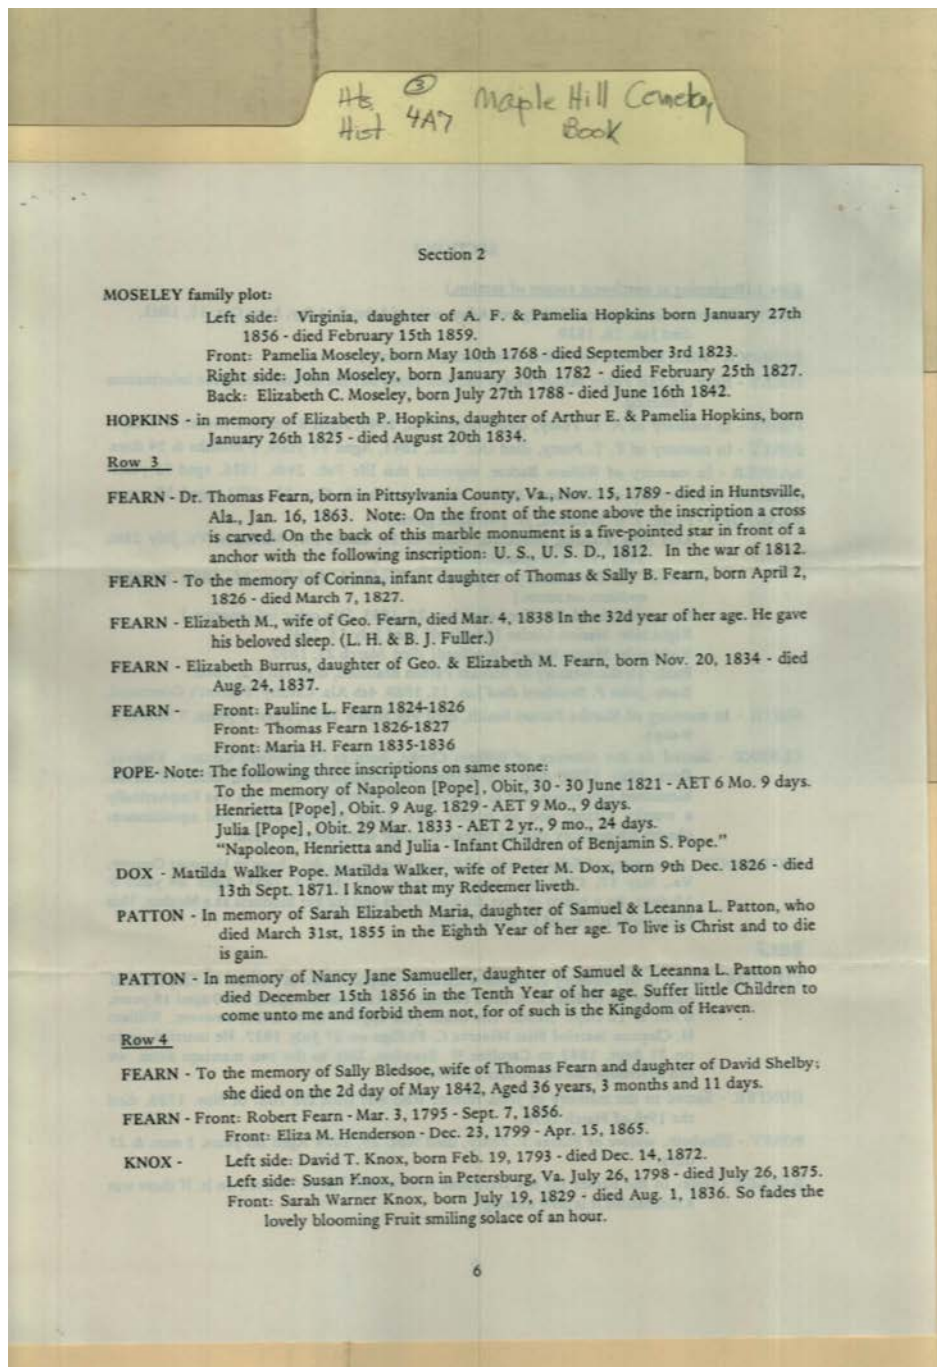 Hts. ③ Maple Hill Cemetery
Hist 4A7 Book
Section 2
MOSELEY family plot:
Left side: Virginia, daughter of A. F. & Pamelia Hopkins born January 27th
1856 - died February 15th 1859.
Front: Pamelia Moseley, born May 10th 1768 - died September 3rd 1823.
Right side: John Moseley, born January 30th 1782 - died February 25th 1827.
Back: Elizabeth C. Moseley, born July 27th 1788 - died June 16th 1842.
HOPKINS - in memory of Elizabeth P. Hopkins, daughter of Arthur E. & Pamelia Hopkins, born
January 26th 1825 - died August 20th 1834.
Row 3
FEARN - Dr. Thomas Fearn, born in Pittsylvania County, Va., Nov. 15, 1789 - died in Huntsville,
Ala., Jan. 16, 1863. Note: On the front of the stone above the inscription a cross
is carved. On the back of this marble monument is a five-pointed star in front of a
anchor with the following inscription: U. S., U. S. D., 1812. In the war of 1812.
FEARN - To the memory of Corinna, infant daughter of Thomas & Sally B. Fearn, born April 2,
1826 - died March 7, 1827.
FEARN - Elizabeth M., wife of Geo. Fearn, died Mar. 4, 1838 In the 32d year of her age. He gave
his beloved sleep. (L. H. & B. J. Fuller.)
FEARN - Elizabeth Burrus, daughter of Geo. & Elizabeth M. Fearn, born Nov. 20, 1834 - died
Aug. 24, 1837.
FEARN - Front: Pauline L. Fearn 1824-1826
Front: Thomas Fearn 1826-1827
Front: Maria H. Fearn 1835-1836
POPE- Note: The following three inscriptions on same stone:
To the memory of Napoleon [Pope], Obit, 30 - 30 June 1821 - AET 6 Mo. 9 days.
Henrietta [Pope], Obit. 9 Aug. 1829 - AET 9 Mo., 9 days.
Julia [Pope], Obit. 29 Mar. 1833 - AET 2 yr., 9 mo., 24 days.
"Napoleon, Henrietta and Julia - Infant Children of Benjamin S. Pope."
DOX - Matilda Walker Pope. Matilda Walker, wife of Peter M. Dox, born 9th Dec. 1826 - died
13th Sept. 1871. I know that my Redeemer liveth.
PATTON - In memory of Sarah Elizabeth Maria, daughter of Samuel & Leeanna L. Patton, who
died March 31st, 1855 in the Eighth Year of her age. To live is Christ and to die
is gain.
PATTON - In memory of Nancy Jane Samueller, daughter of Samuel & Leeanna L. Patton who
died December 15th 1856 in the Tenth Year of her age. Suffer little Children to
come unto me and forbid them not, for of such is the Kingdom of Heaven.
Row 4
FEARN - To the memory of Sally Bledsoe, wife of Thomas Fearn and daughter of David Shelby;
she died on the 2d day of May 1842, Aged 36 years, 3 months and 11 days.
FEARN - Front: Robert Fearn - Mar. 3, 1795 - Sept. 7, 1856.
Front: Eliza M. Henderson - Dec. 23, 1799 - Apr. 15, 1865.
KNOX - Left side: David T. Knox, born Feb. 19, 1793 - died Dec. 14, 1872.
Left side: Susan Knox, born in Petersburg, Va. July 26, 1798 - died July 26, 1875.
Front: Sarah Warner Knox, born July 19, 1829 - died Aug. 1, 1836. So fades the
lovely blooming Fruit smiling solace of an hour.
6